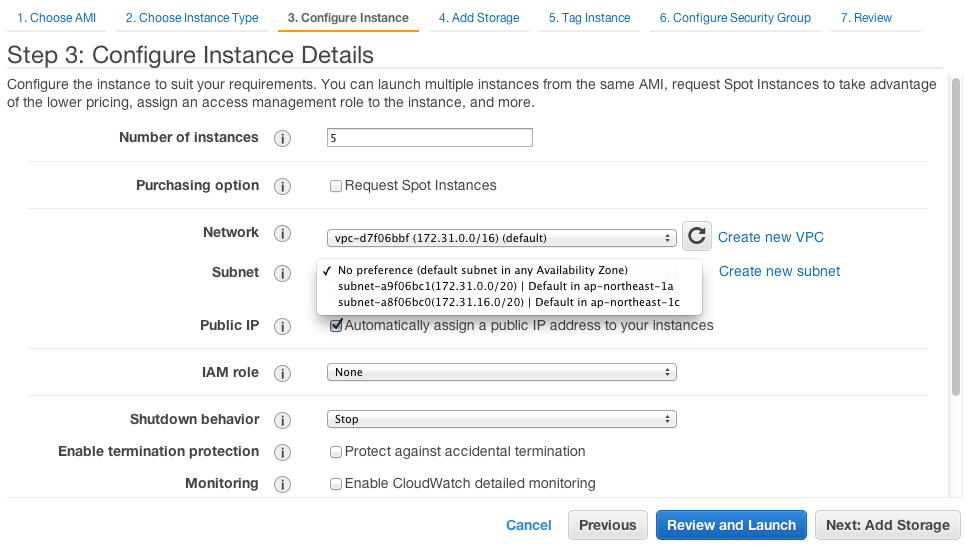 1. Choose AMI 2. Choose Instance Type 3. Configure Instance 4. Add Storage 5. Tag Instance 6. Configure Security Group 7. Review
Step 3: Configure Instance Details
Configure the instance to suit your requirements. You can launch multiple instances from the same AMI, request Spot Instances to take advantage
of the lower pricing, assign an access management role to the instance, and more.
Number of instances i 5
Purchasing option i Request Spot Instances
Network i vpc-d7f06bbf (172.31.0.0/16) (default) Create new VPC
Subnet i ✓ No preference (default subnet in any Availability Zone) Create new subnet
subnet-a9f06bc1(172.31.0.0/20) | Default in ap-northeast-1a
subnet-a8f06bc0(172.31.16.0/20) | Default in ap-northeast-1c
Public IP i Automatically assign a public IP address to your instances
IAM role i None
Shutdown behavior i Stop
Enable termination protection i Protect against accidental termination
Monitoring i Enable CloudWatch detailed monitoring
Cancel Previous Review and Launch Next: Add Storage